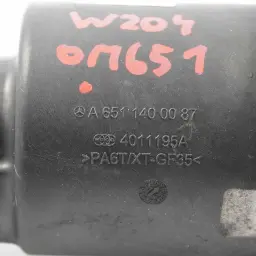 W204
OM651
A 651 140 00 87
4011195A
>PA6T/XT-GF35<